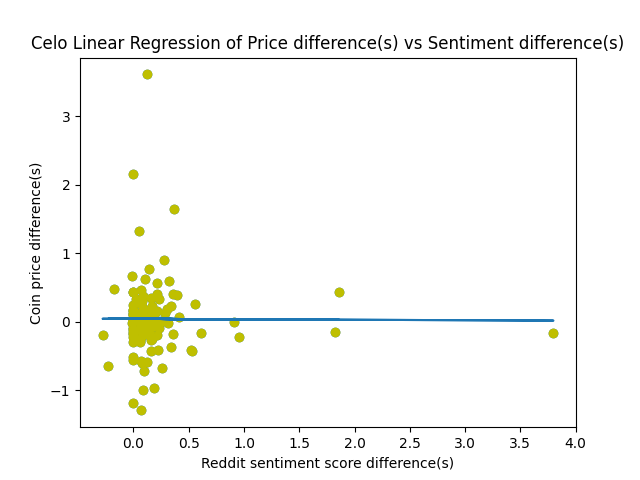 Celo Linear Regression of Price difference(s) vs Sentiment difference(s)
3
2
1
0
−1
Coin price difference(s)
0.0 0.5 1.0 1.5 2.0 2.5 3.0 3.5 4.0
Reddit sentiment score difference(s)